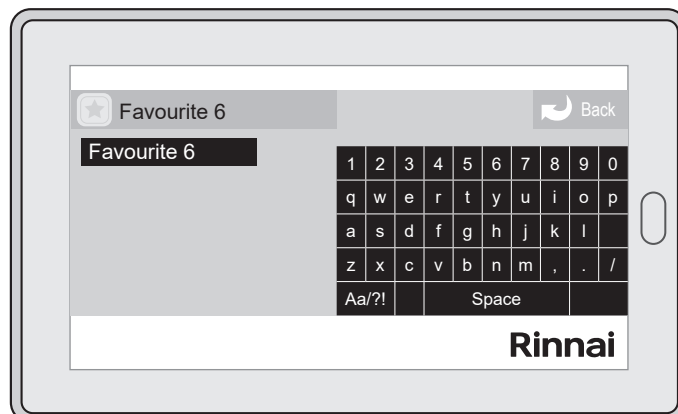 Favourite 6
Back
Favourite 6
1 2 3 4 5 6 7 8 9 0
q w e r t y u i o p
a s d f g h j k l
z x c v b n m , . /
Aa/?! Space
Rinnai